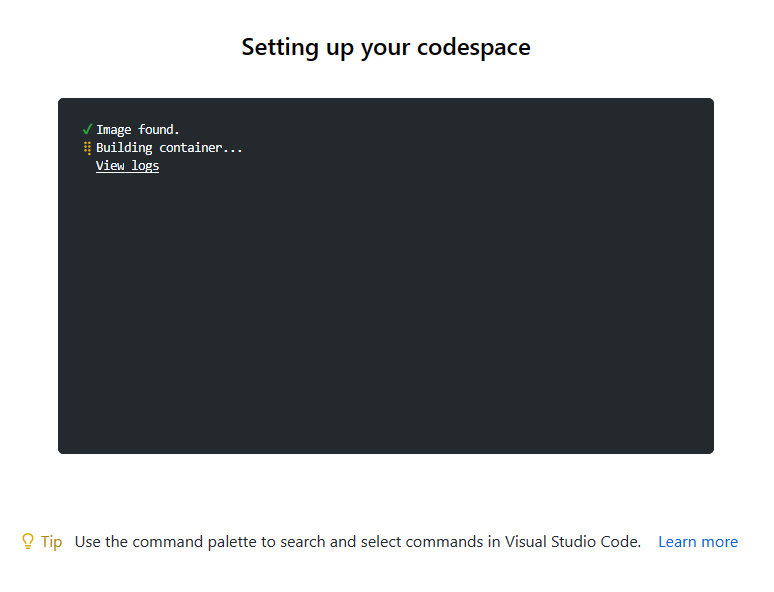 Setting up your codespace
✓ Image found.
Building container...
View logs
Tip Use the command palette to search and select commands in Visual Studio Code. Learn more